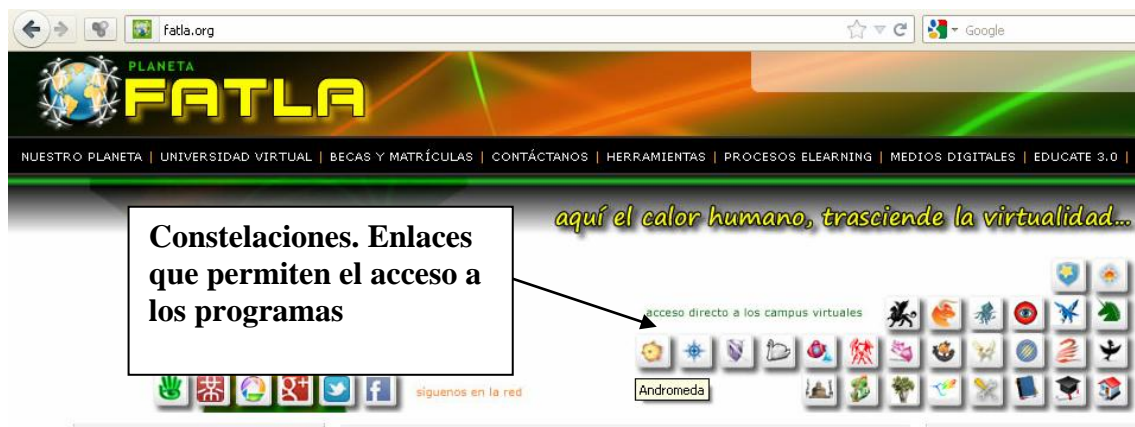 fatla.org
Google
PLANETA
FATLA
NUESTRO PLANETA | UNIVERSIDAD VIRTUAL | BECAS Y MATRÍCULAS | CONTÁCTANOS | HERRAMIENTAS | PROCESOS ELEARNING | MEDIOS DIGITALES | EDUCATE 3.0 |
aquí el calor humano, trasciende la virtualidad...
Constelaciones. Enlaces
que permiten el acceso a
los programas
acceso directo a los campus virtuales
Andromeda
síguenos en la red